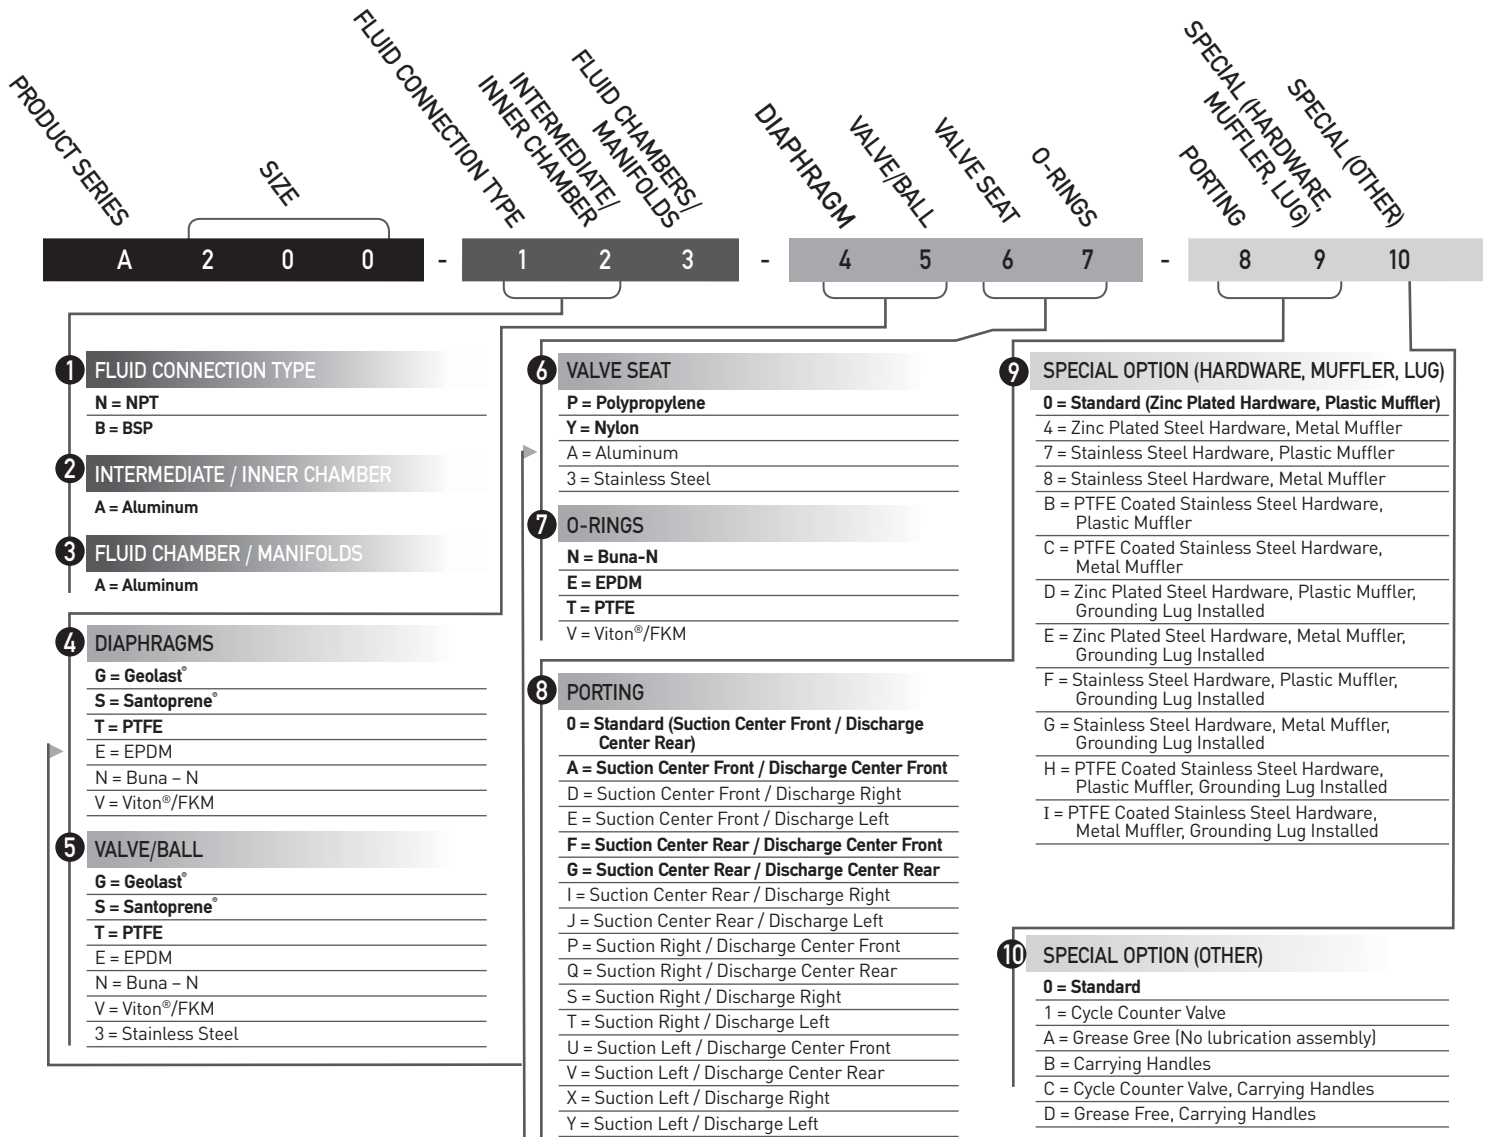 PRODUCT SERIES
SIZE
FLUID CONNECTION TYPE
INTERMEDIATE/
INNER CHAMBER
FLUID CHAMBERS/
MANIFOLDS
DIAPHRAGM
VALVE/BALL
VALVE SEAT
O-RINGS
PORTING
SPECIAL (HARDWARE,
MUFFLER, LUG)
SPECIAL (OTHER)
A 2 0 0 - 1 2 3 - 4 5 6 7 - 8 9 10
1 FLUID CONNECTION TYPE
N = NPT
B = BSP
2 INTERMEDIATE / INNER CHAMBER
A = Aluminum
3 FLUID CHAMBER / MANIFOLDS
A = Aluminum
4 DIAPHRAGMS
G = Geolast®
S = Santoprene®
T = PTFE
E = EPDM
N = Buna – N
V = Viton®/FKM
5 VALVE/BALL
G = Geolast®
S = Santoprene®
T = PTFE
E = EPDM
N = Buna – N
V = Viton®/FKM
3 = Stainless Steel
6 VALVE SEAT
P = Polypropylene
Y = Nylon
A = Aluminum
3 = Stainless Steel
7 O-RINGS
N = Buna-N
E = EPDM
T = PTFE
V = Viton®/FKM
8 PORTING
0 = Standard (Suction Center Front / Discharge
Center Rear)
A = Suction Center Front / Discharge Center Front
D = Suction Center Front / Discharge Right
E = Suction Center Front / Discharge Left
F = Suction Center Rear / Discharge Center Front
G = Suction Center Rear / Discharge Center Rear
I = Suction Center Rear / Discharge Right
J = Suction Center Rear / Discharge Left
P = Suction Right / Discharge Center Front
Q = Suction Right / Discharge Center Rear
S = Suction Right / Discharge Right
T = Suction Right / Discharge Left
U = Suction Left / Discharge Center Front
V = Suction Left / Discharge Center Rear
X = Suction Left / Discharge Right
Y = Suction Left / Discharge Left
9 SPECIAL OPTION (HARDWARE, MUFFLER, LUG)
0 = Standard (Zinc Plated Hardware, Plastic Muffler)
4 = Zinc Plated Steel Hardware, Metal Muffler
7 = Stainless Steel Hardware, Plastic Muffler
8 = Stainless Steel Hardware, Metal Muffler
B = PTFE Coated Stainless Steel Hardware,
Plastic Muffler
C = PTFE Coated Stainless Steel Hardware,
Metal Muffler
D = Zinc Plated Steel Hardware, Plastic Muffler,
Grounding Lug Installed
E = Zinc Plated Steel Hardware, Metal Muffler,
Grounding Lug Installed
F = Stainless Steel Hardware, Plastic Muffler,
Grounding Lug Installed
G = Stainless Steel Hardware, Metal Muffler,
Grounding Lug Installed
H = PTFE Coated Stainless Steel Hardware,
Plastic Muffler, Grounding Lug Installed
I = PTFE Coated Stainless Steel Hardware,
Metal Muffler, Grounding Lug Installed
10 SPECIAL OPTION (OTHER)
0 = Standard
1 = Cycle Counter Valve
A = Grease Gree (No lubrication assembly)
B = Carrying Handles
C = Cycle Counter Valve, Carrying Handles
D = Grease Free, Carrying Handles